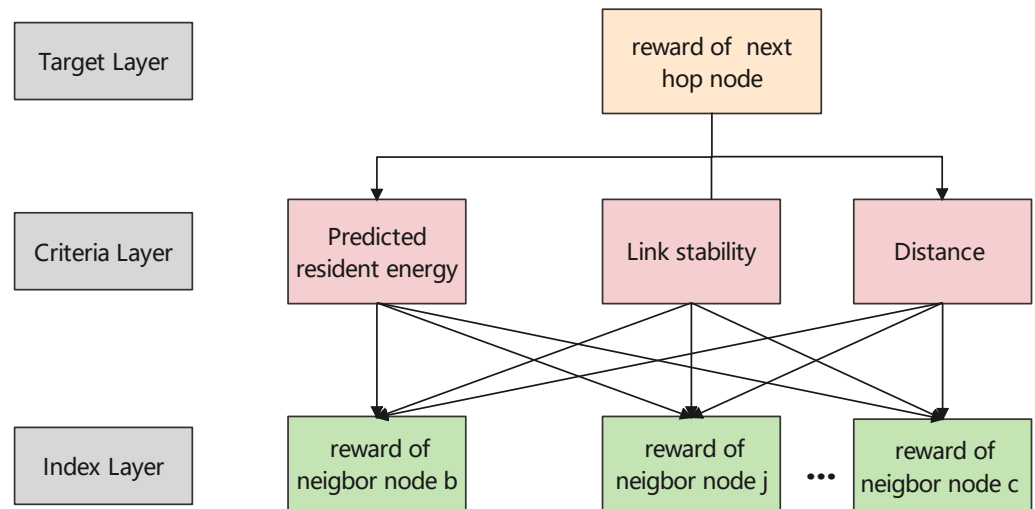 Target Layer
reward of next
hop node
Criteria Layer
Predicted
resident energy
Link stability
Distance
Index Layer
reward of
neigbor node b
reward of
neigbor node j
...
reward of
neigbor node c